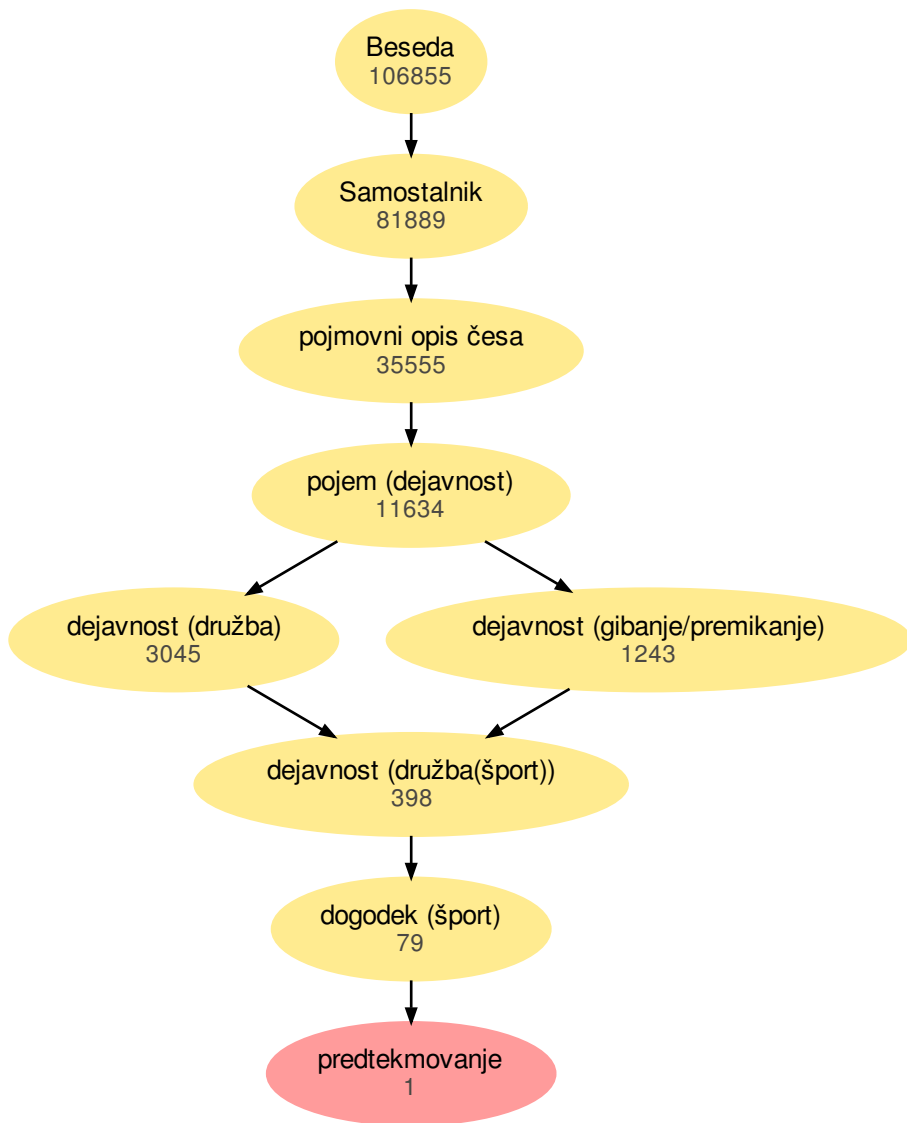 Beseda
106855
Samostalnik
81889
pojmovni opis česa
35555
pojem (dejavnost)
11634
dejavnost (družba)
3045
dejavnost (gibanje/premikanje)
1243
dejavnost (družba(šport))
398
dogodek (šport)
79
predtekmovanje
1